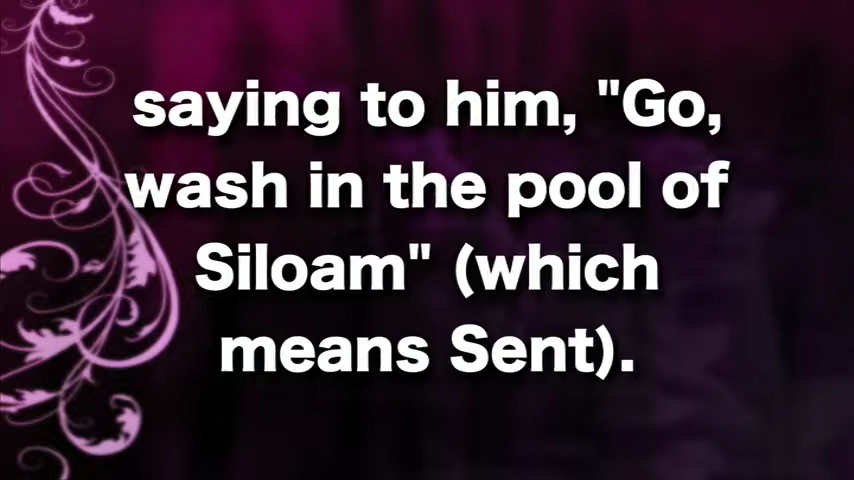 saying to him, "Go,
wash in the pool of
Siloam" (which
means Sent).